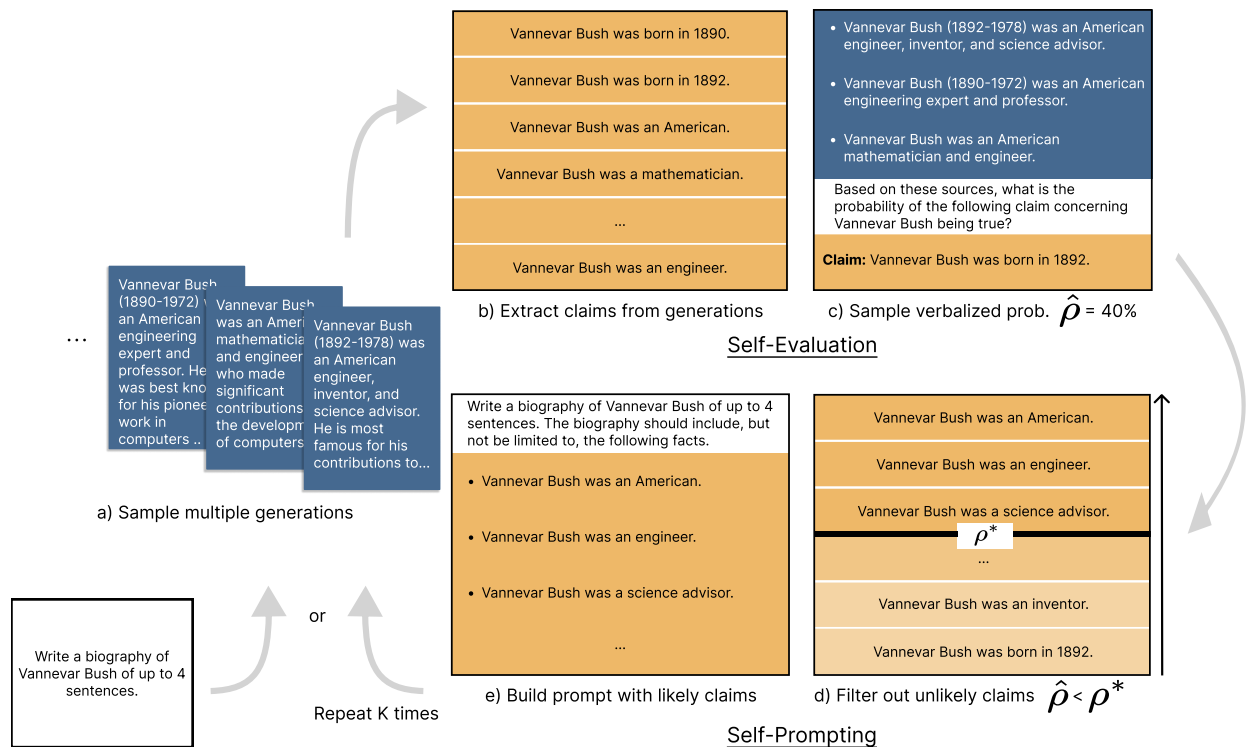 Vannevar Bush was born in 1890.
Vannevar Bush was born in 1892.
Vannevar Bush was an American.
Vannevar Bush was a mathematician.
...
Vannevar Bush was an engineer.
b) Extract claims from generations
• Vannevar Bush (1892-1978) was an American
engineer, inventor, and science advisor.
• Vannevar Bush (1890-1972) was an American
engineering expert and professor.
• Vannevar Bush was an American
mathematician and engineer.
Based on these sources, what is the
probability of the following claim concerning
Vannevar Bush being true?
Claim: Vannevar Bush was born in 1892.
c) Sample verbalized prob. ρ̂ = 40%
Self-Evaluation
...
Vannevar Bush
(1890-1972)
an American
engineering
expert and
professor. He
was best
for his
work in
computers ..
Vannevar Bush
was an
and engineer
who made
significant
contributions
the
of computers
Vannevar Bush
(1892-1978) was
an American
engineer,
inventor, and
science advisor.
He is most
famous for his
contributions to...
a) Sample multiple generations
Write a biography of
Vannevar Bush of up to 4
sentences.
or
Repeat K times
Write a biography of Vannevar Bush of up to 4
sentences. The biography should include, but
not be limited to, the following facts.
• Vannevar Bush was an American.
• Vannevar Bush was an engineer.
• Vannevar Bush was a science advisor.
...
e) Build prompt with likely claims
Vannevar Bush was an American.
Vannevar Bush was an engineer.
Vannevar Bush was a science advisor.
ρ*
...
Vannevar Bush was an inventor.
Vannevar Bush was born in 1892.
d) Filter out unlikely claims ρ̂ < ρ*
Self-Prompting